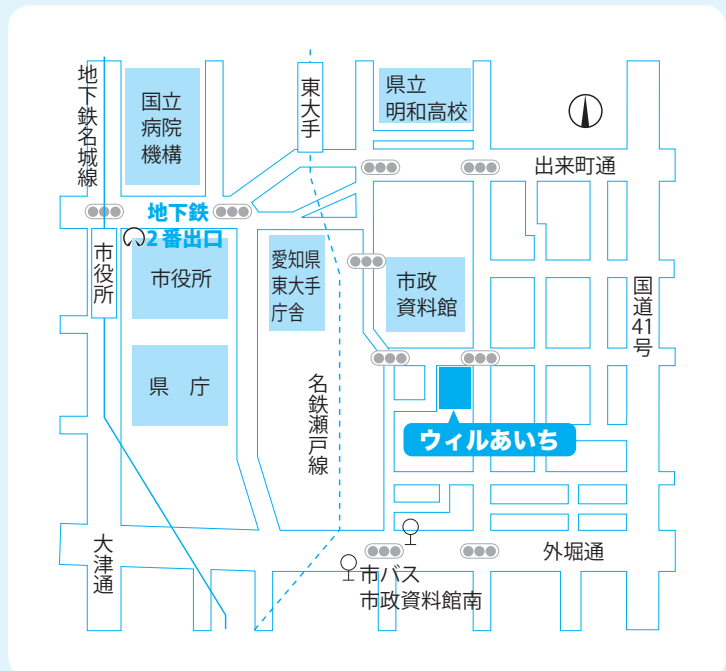 地下鉄名城線
国立
病院
機構
東大手
県立
明和高校
出来町通
地下鉄
2番出口
市役所
市役所
愛知県
東大手
庁舎
市政
資料館
国道41号
県 庁
名鉄瀬戸線
ウィルあいち
大津通
外堀通
市バス
市政資料館南